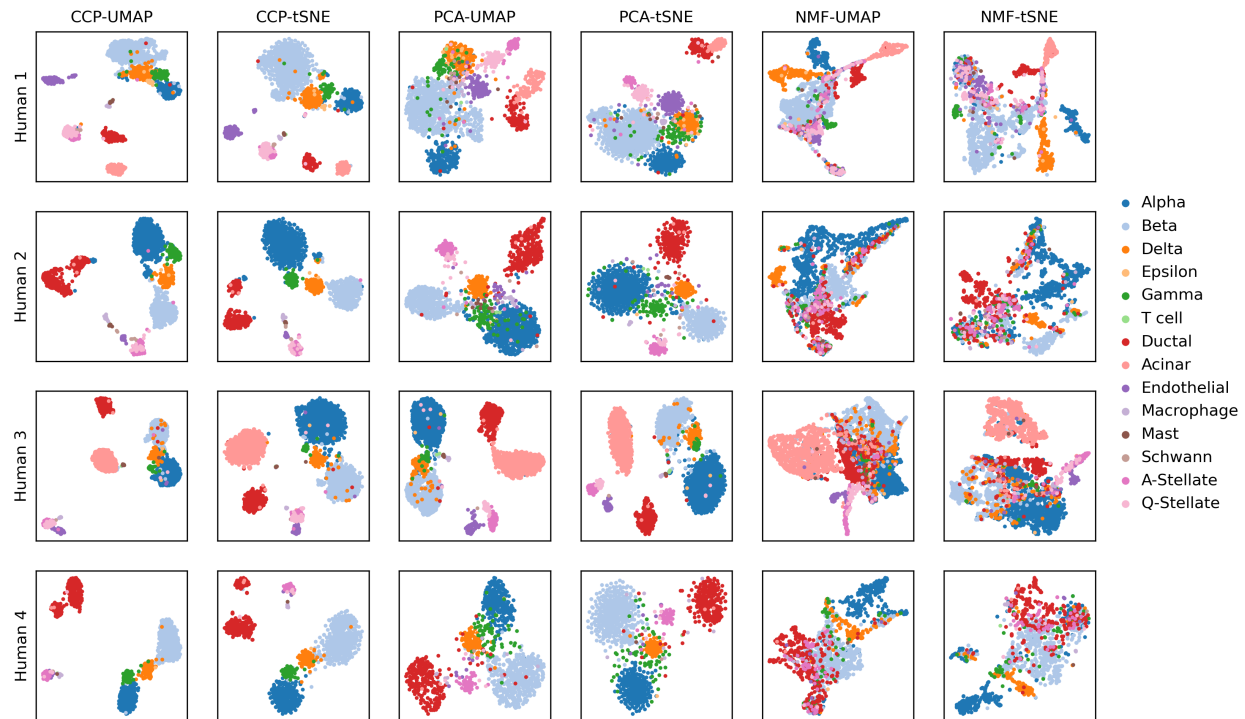 CCP-UMAP CCP-tSNE PCA-UMAP PCA-tSNE NMF-UMAP NMF-tSNE
Human 1
Human 2
Human 3
Human 4
Alpha
Beta
Delta
Epsilon
Gamma
T cell
Ductal
Acinar
Endothelial
Macrophage
Mast
Schwann
A-Stellate
Q-Stellate